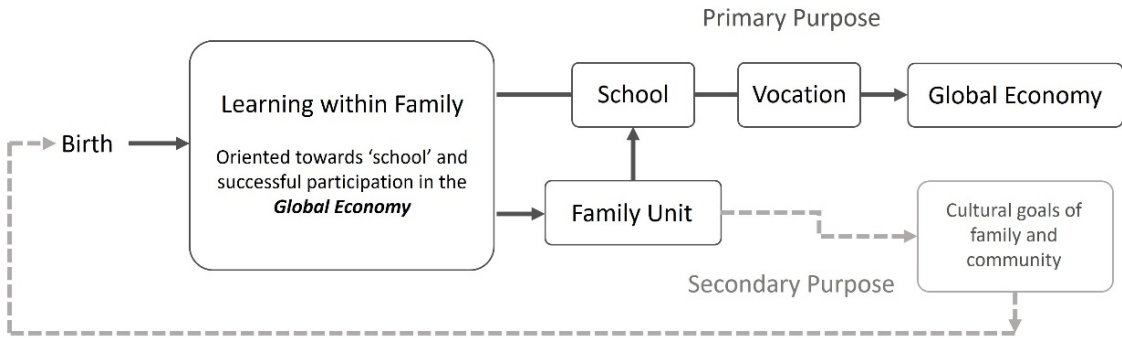 Primary Purpose
Learning within Family
Oriented towards ‘school’ and
successful participation in the
Global Economy
Birth
School
Vocation
Global Economy
Family Unit
Cultural goals of
family and
community
Secondary Purpose